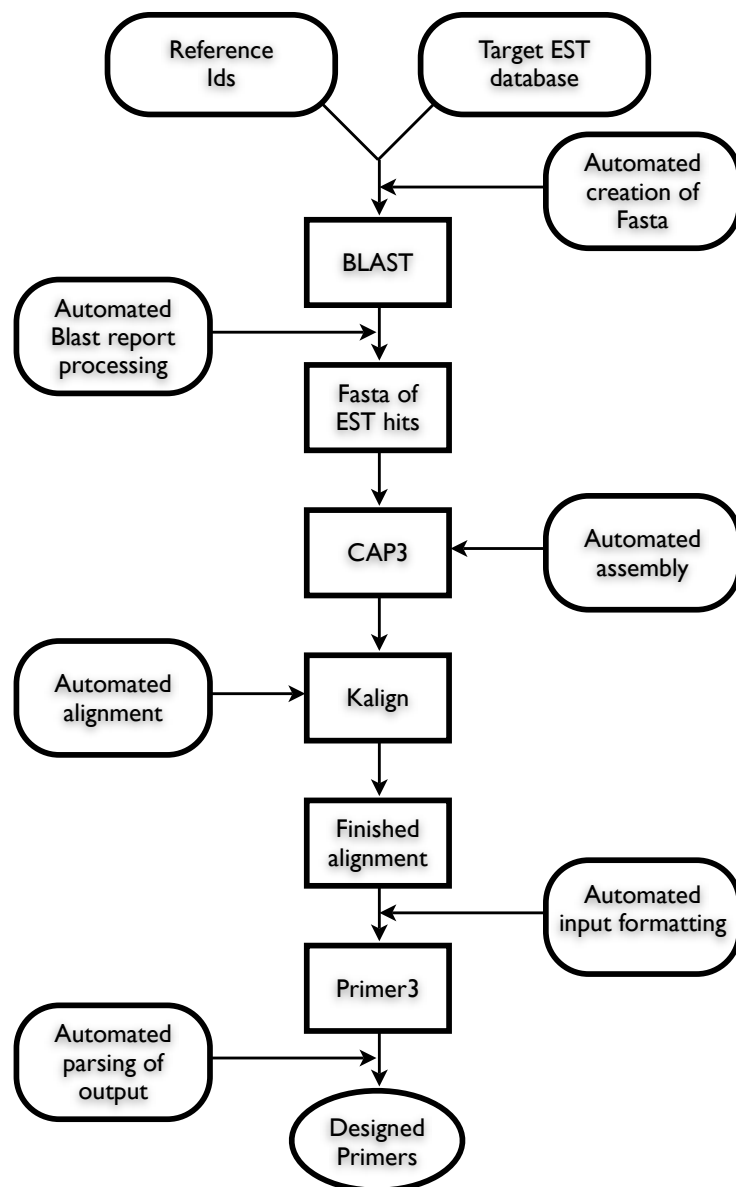 Reference
Ids
Target EST
database
Automated
creation of
Fasta
BLAST
Automated
Blast report
processing
Fasta of
EST hits
CAP3
Automated
assembly
Automated
alignment
Kalign
Finished
alignment
Automated
input formatting
Primer3
Automated
parsing of
output
Designed
Primers